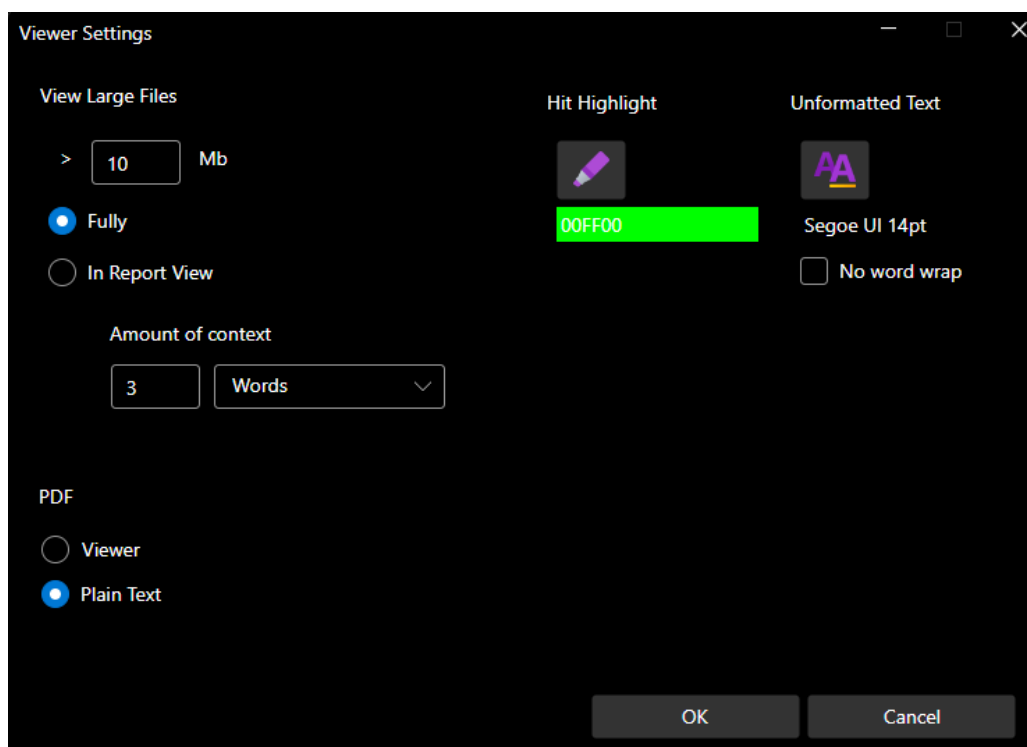 Viewer Settings
View Large Files
> 10 Mb
Fully
In Report View
Amount of context
3 Words
PDF
Viewer
Plain Text
Hit Highlight
00FF00
Unformatted Text
AA
Segoe UI 14pt
No word wrap
OK
Cancel